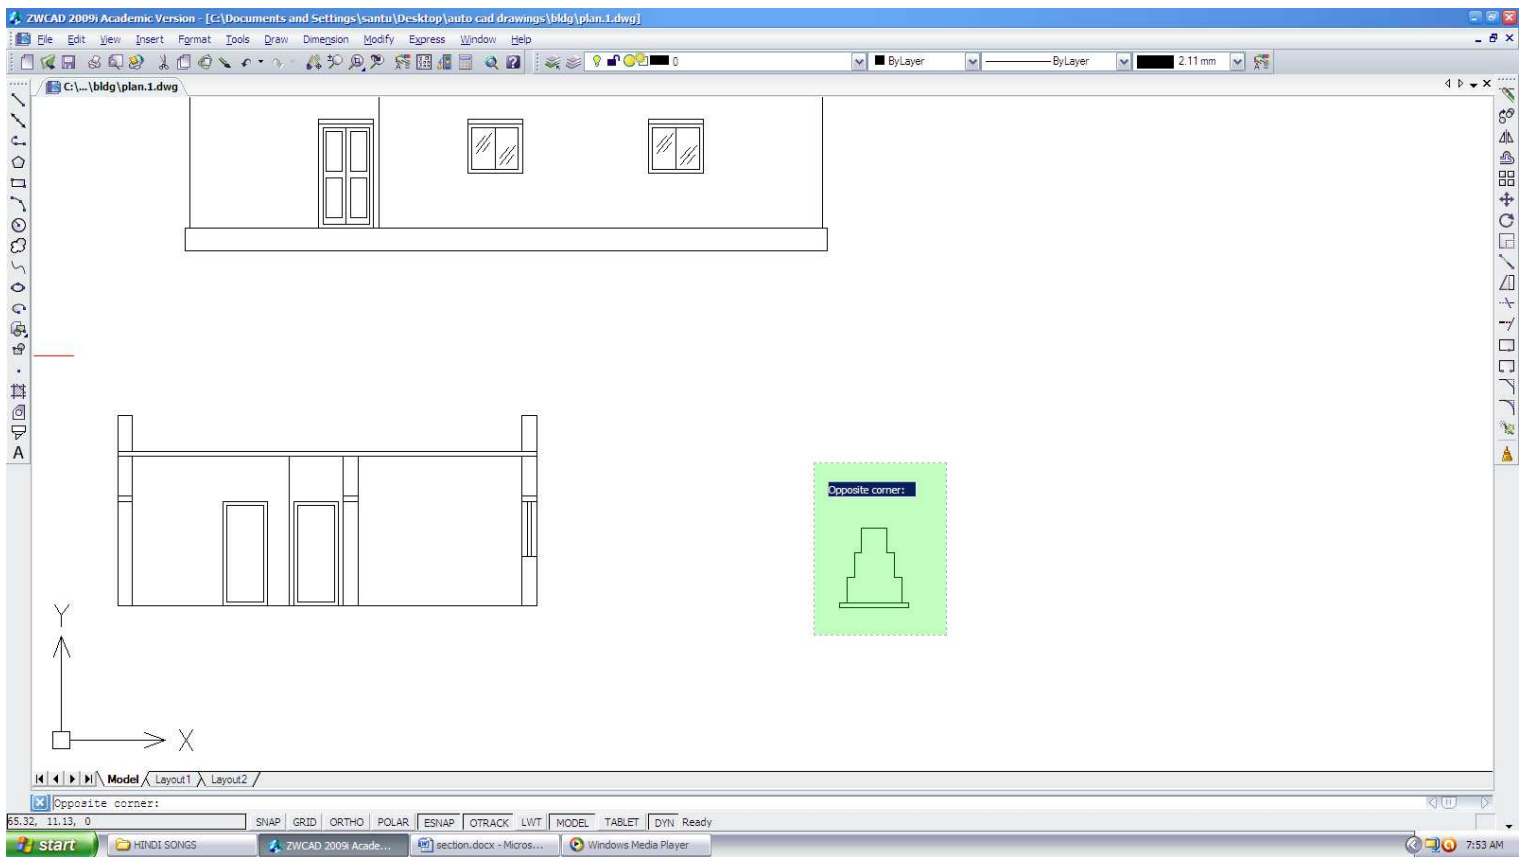 ZWCAD 2009i Academic Version - [C:\Documents and Settings\santu\Desktop\auto cad drawings\bldg\plan.1.dwg]
File Edit View Insert Format Tools Draw Dimension Modify Express Window Help
0 ByLayer ByLayer 2.11 mm
C:\...\bldg\plan.1.dwg
A
Opposite corner:
Y
X
Model Layout1 Layout2
Opposite corner:
65.32, 11.13, 0 SNAP GRID ORTHO POLAR ESNAP OTRACK LWT MODEL TABLET DYN Ready
start HINDI SONGS ZWCAD 2009i Acade... section.docx - Micros... Windows Media Player 7:53 AM